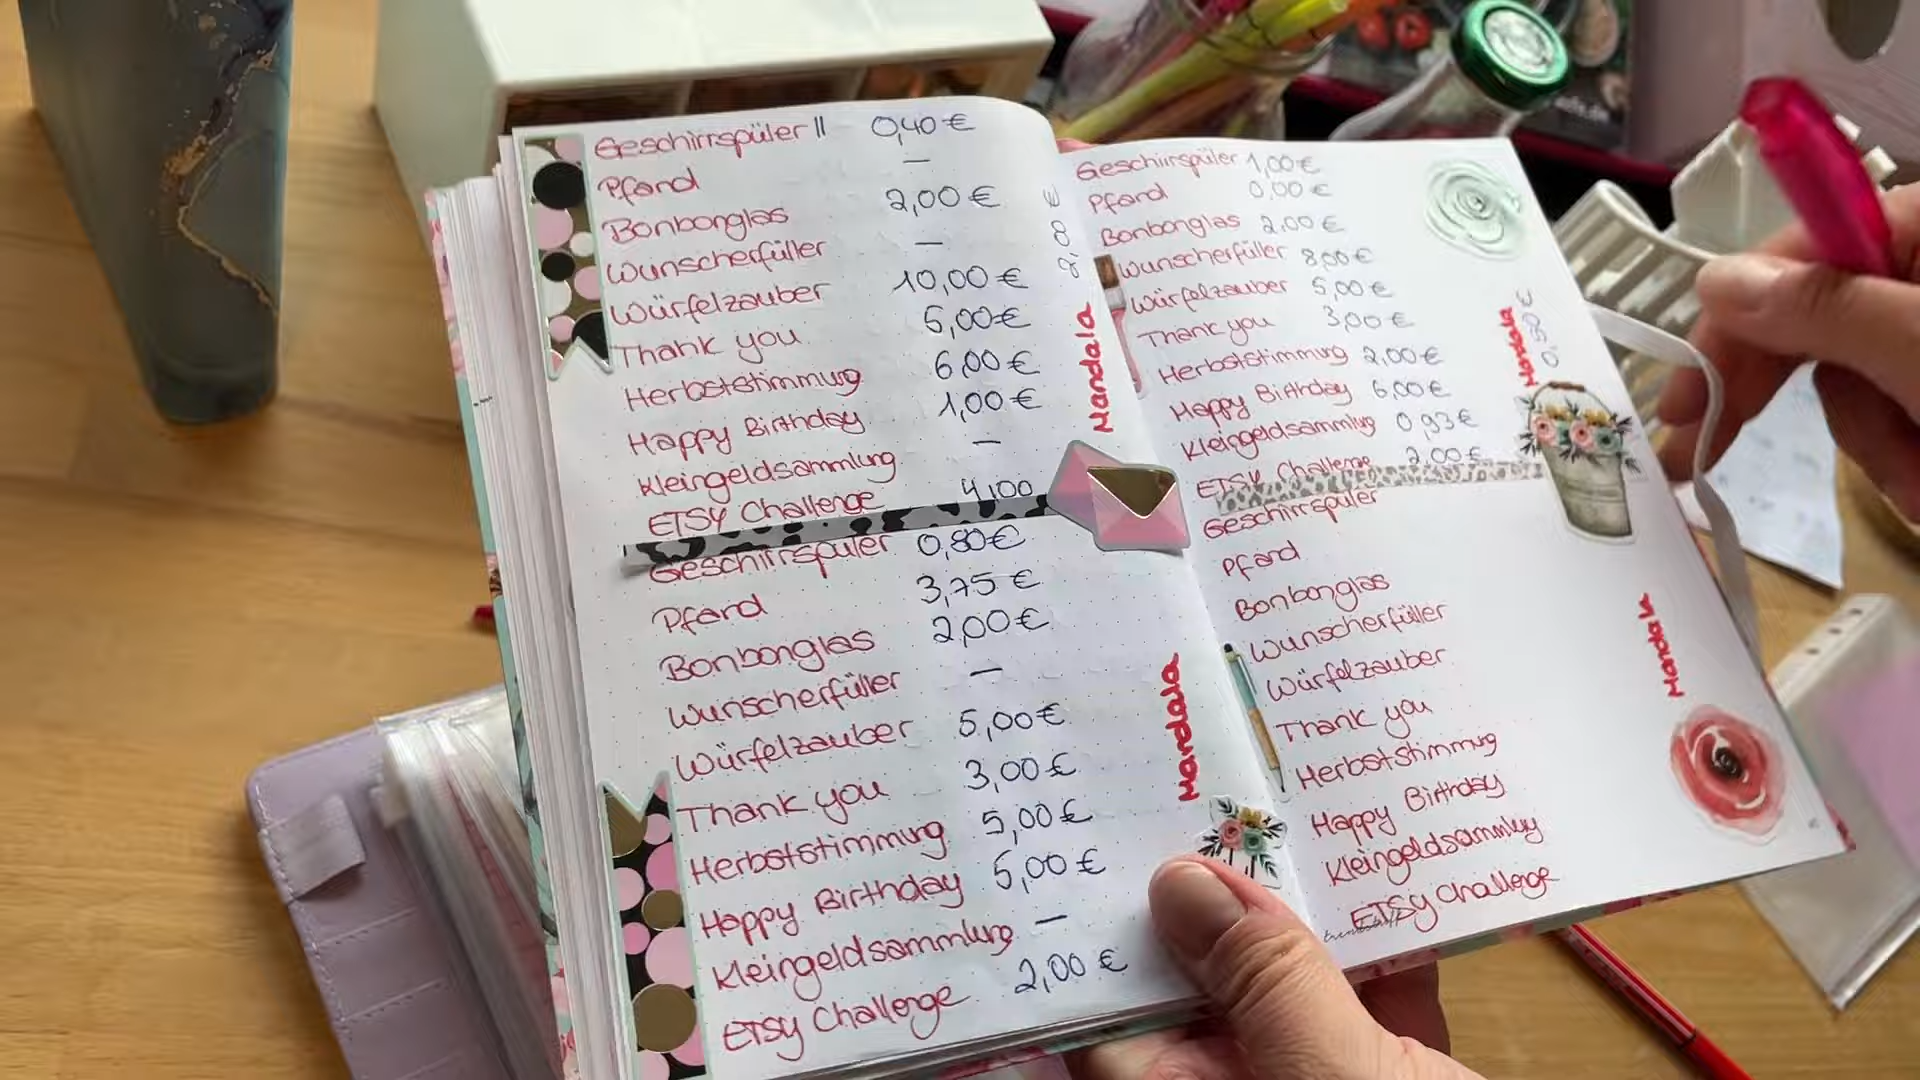 Geschirrspüler || 0,40 €
Pfand —
Bonbonglas 2,00 €
Wunscherfüller —
Würfelzauber 10,00 €
Thank you 5,00 €
Herbststimmung 6,00 €
Happy Birthday 1,00 €
Kleingeldsammlung —
ETSY Challenge 4,00
Mandala
Geschirrspüler 0,80 €
Pfand 3,75 €
Bonbonglas 2,00 €
Wunscherfüller —
Würfelzauber 5,00 €
Thank you 3,00 €
Herbststimmung 5,00 €
Happy Birthday 5,00 €
Kleingeldsammlung —
ETSY Challenge 2,00 €
Mandala
Geschirrspüler 1,00 €
Pfand 0,00 €
Bonbonglas 2,00 €
Wunscherfüller 8,00 €
Würfelzauber 5,00 €
Thank you 3,00 €
Herbststimmung 2,00 €
Happy Birthday 6,00 €
Kleingeldsammlung 0,93 €
ETSY Challenge 2,00 €
Mandala 0,50 €
Geschirrspüler
Pfand
Bonbonglas
Wunscherfüller
Würfelzauber
Thank you
Herbststimmung
Happy Birthday
Kleingeldsammlung
ETSY Challenge
Mandala